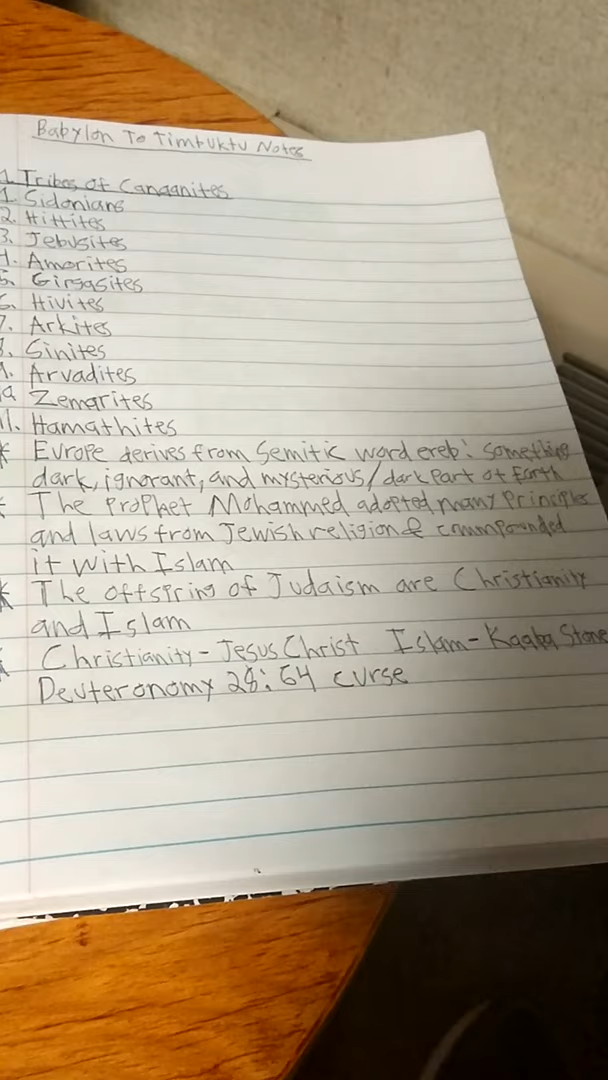 Babylon To Timbuktu Notes
1 Tribes of Canganites
1. Sidonians
2. Hittites
3. Jebusites
4. Amorites
5. Girgasites
6. Hivites
7. Arkites
8. Sinites
9. Arvadites
10 Zemarites
11. Hamathites
* Europe derives from Semitic word ereb: something
dark, ignorant, and mysterious/dark part of Earth
* The Prophet Mohammed adopted many Principles
and laws from Jewish religion & commpounded
it with Islam
* The offspring of Judaism are Christianity
and Islam
* Christianity-Jesus Christ Islam-Kaaba Stone
Deuteronomy 28:64 curse